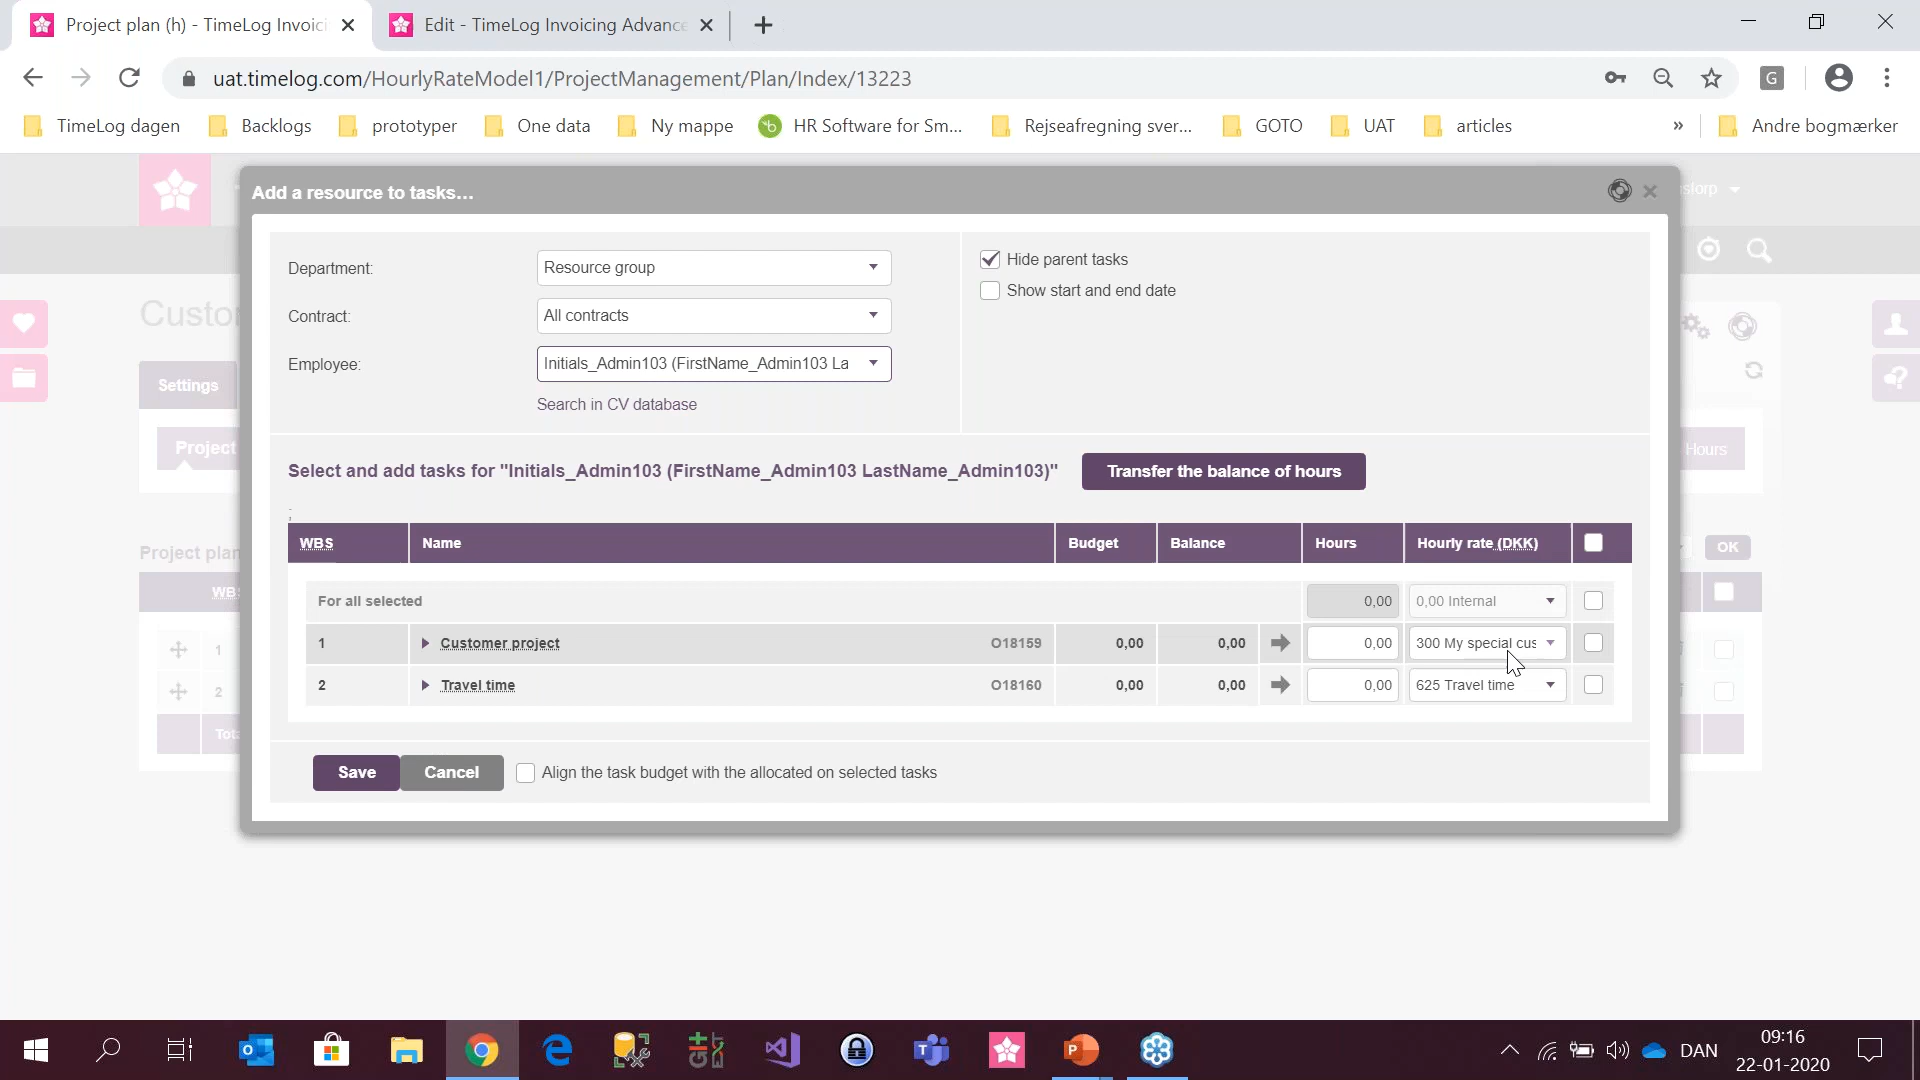 Project plan (h) - TimeLog Invoici
Edit - TimeLog Invoicing Advance
uat.timelog.com/HourlyRateModel1/ProjectManagement/Plan/Index/13223
G
TimeLog dagen
Backlogs
prototyper
One data
Ny mappe
HR Software for Sm...
Rejseafregning sver...
GOTO
UAT
articles
»
Andre bogmærker
Add a resource to tasks...
Department:
Resource group
Hide parent tasks
Show start and end date
Contract:
All contracts
Employee:
Initials_Admin103 (FirstName_Admin103 La
Search in CV database
Custo
Settings
Project
Hours
Select and add tasks for "Initials_Admin103 (FirstName_Admin103 LastName_Admin103)"
Transfer the balance of hours
;
WBS
Name
Budget
Balance
Hours
Hourly rate (DKK)
Project plan
OK
WBS
For all selected
0,00
0,00 Internal
1
Customer project
O18159
0,00
0,00
0,00
300 My special cus
1
2
Travel time
O18160
0,00
0,00
0,00
625 Travel time
2
Tota
Save
Cancel
Align the task budget with the allocated on selected tasks
DAN
09:16
22-01-2020